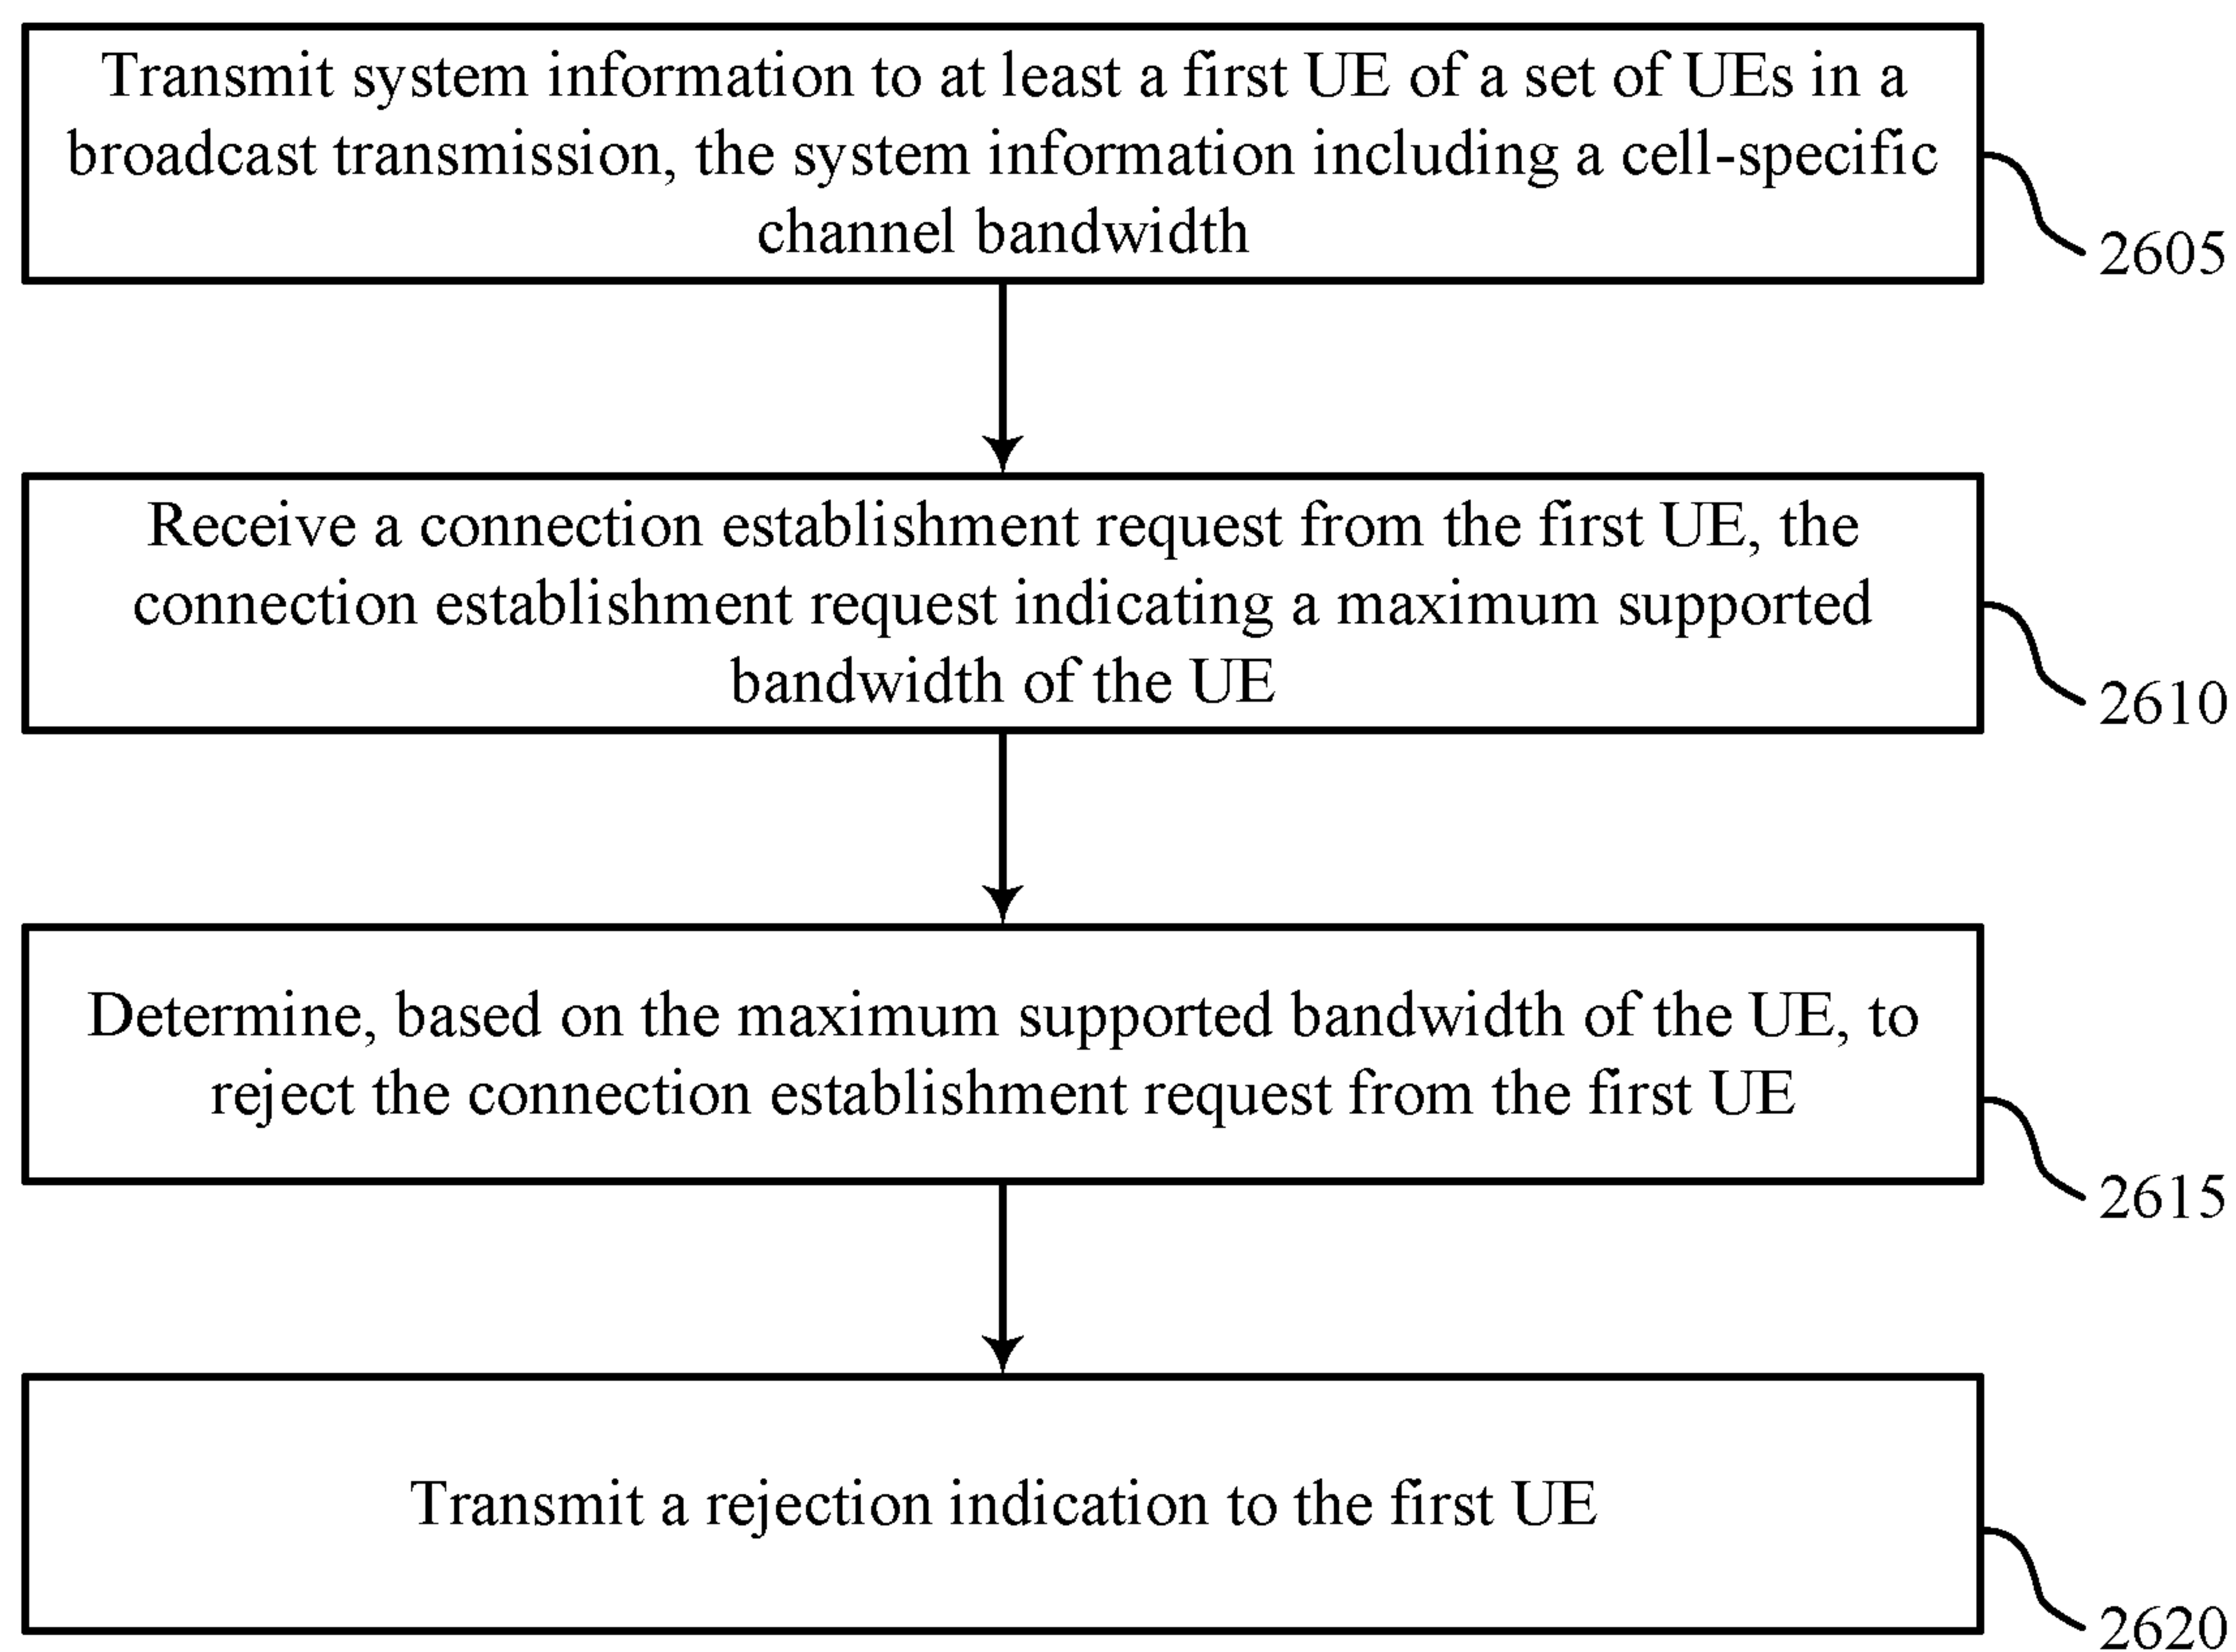 Transmit system information to at least a first UE of a set of UEs in a
broadcast transmission, the system information including a cell-specific
channel bandwidth
2605
Receive a connection establishment request from the first UE, the
connection establishment request indicating a maximum supported
bandwidth of the UE
2610
Determine, based on the maximum supported bandwidth of the UE, to
reject the connection establishment request from the first UE
2615
Transmit a rejection indication to the first UE
2620